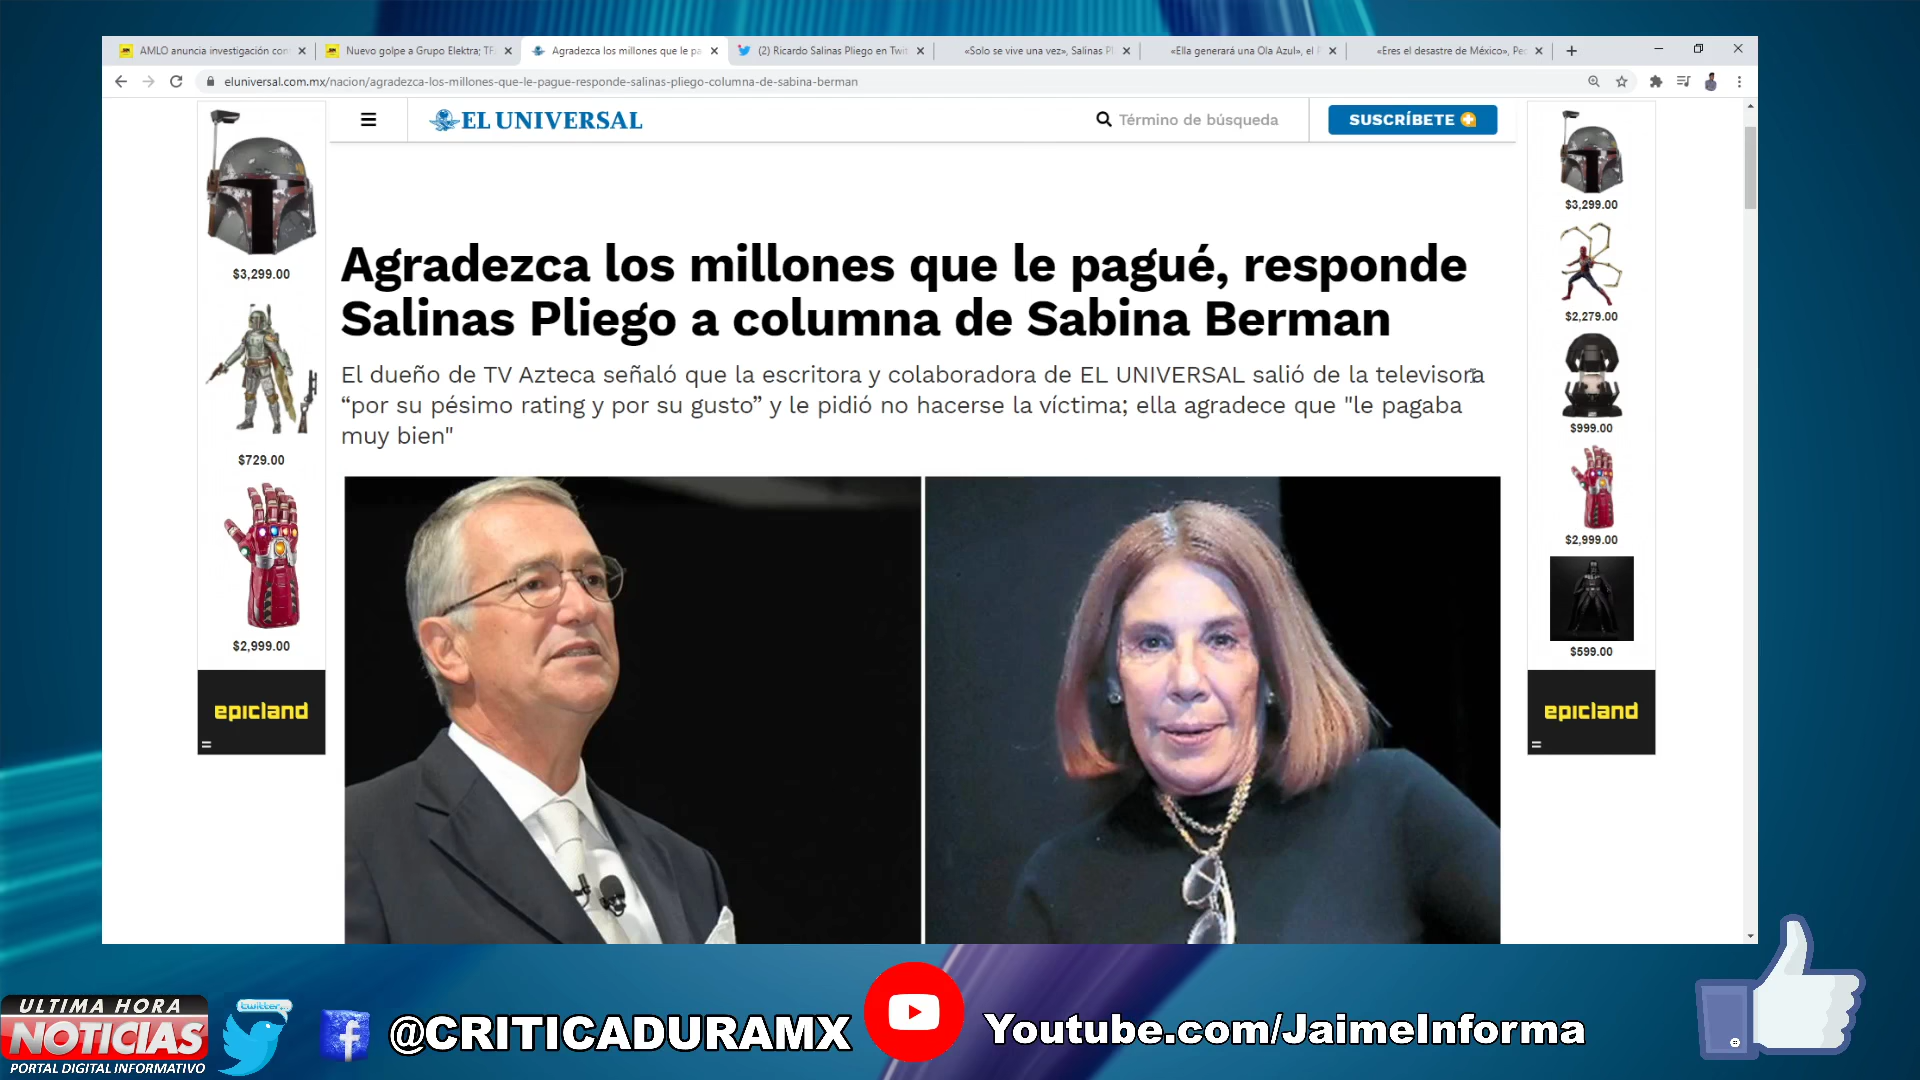 AMLO anuncia investigación con
Nuevo golpe a Grupo Elektra; TF
Agradezca los millones que le pa
(2) Ricardo Salinas Pliego en Twit
«Solo se vive una vez», Salinas Pl
«Ella generará una Ola Azul», el P
«Eres el desastre de México», Ped
eluniversal.com.mx/nacion/agradezca-los-millones-que-le-pague-responde-salinas-pliego-columna-de-sabina-berman
EL UNIVERSAL
Término de búsqueda
SUSCRÍBETE
Agradezca los millones que le pagué, responde
Salinas Pliego a columna de Sabina Berman
El dueño de TV Azteca señaló que la escritora y colaboradora de EL UNIVERSAL salió de la televisora
“por su pésimo rating y por su gusto” y le pidió no hacerse la víctima; ella agradece que "le pagaba
muy bien"
$3,299.00
$729.00
$2,999.00
epicland
$3,299.00
$2,279.00
$999.00
$2,999.00
$599.00
epicland
ULTIMA HORA
NOTICIAS
PORTAL DIGITAL INFORMATIVO
twitter
f
@CRITICADURAMX
Youtube.com/JaimeInforma